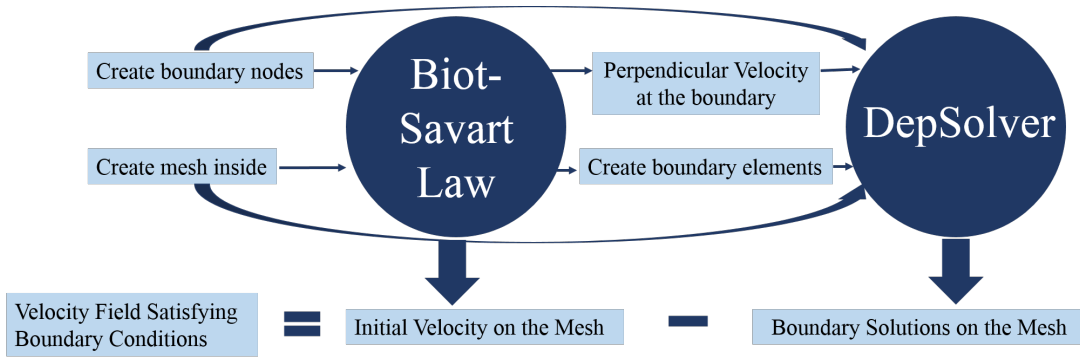 Create boundary nodes
Biot-
Savart
Law
Perpendicular Velocity
at the boundary
DepSolver
Create mesh inside
Create boundary elements
Velocity Field Satisfying
Boundary Conditions
=
Initial Velocity on the Mesh
-
Boundary Solutions on the Mesh